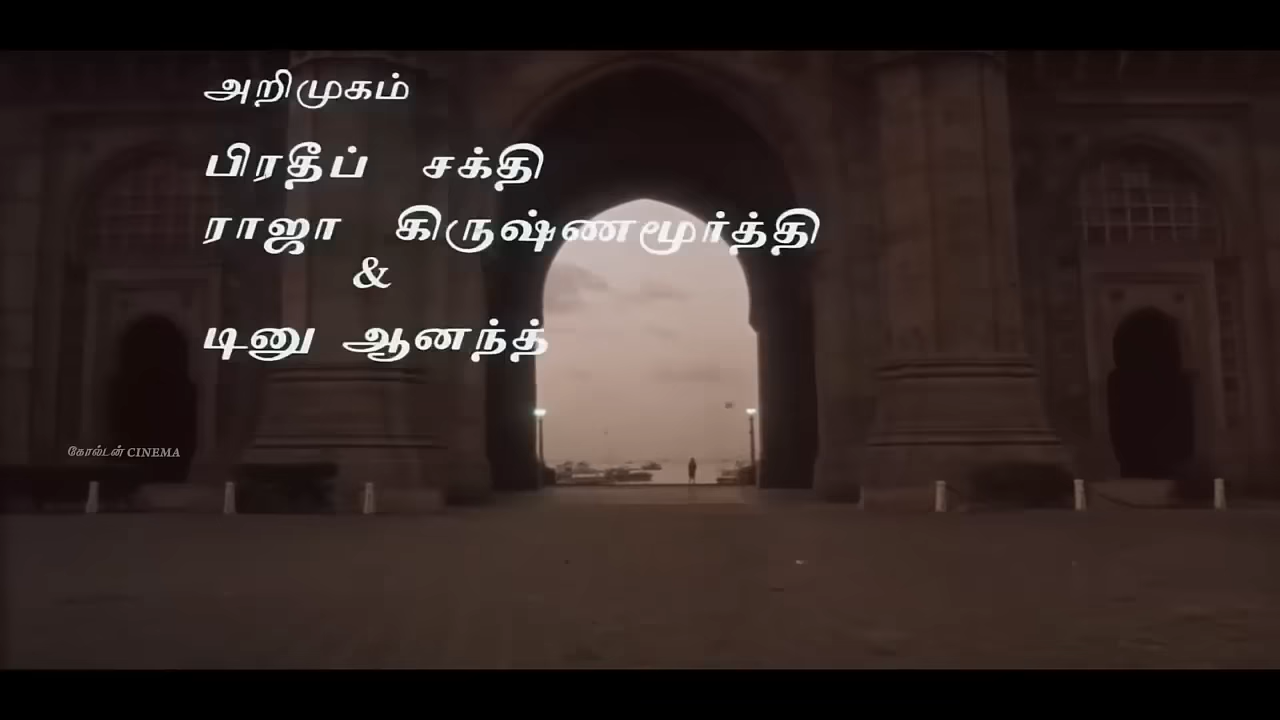 அறிமுகம்
பிரதீப் சக்தி
ராஜா கிருஷ்ணமூர்த்தி
&
டினு ஆனந்த்
கோல்டன் CINEMA